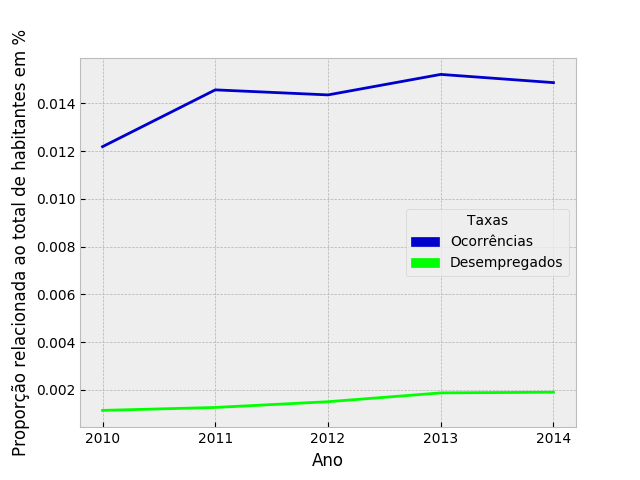 Proporção relacionada ao total de habitantes em %
0.014
0.012
0.010
0.008
0.006
0.004
0.002
Taxas
Ocorrências
Desempregados
2010 2011 2012 2013 2014
Ano